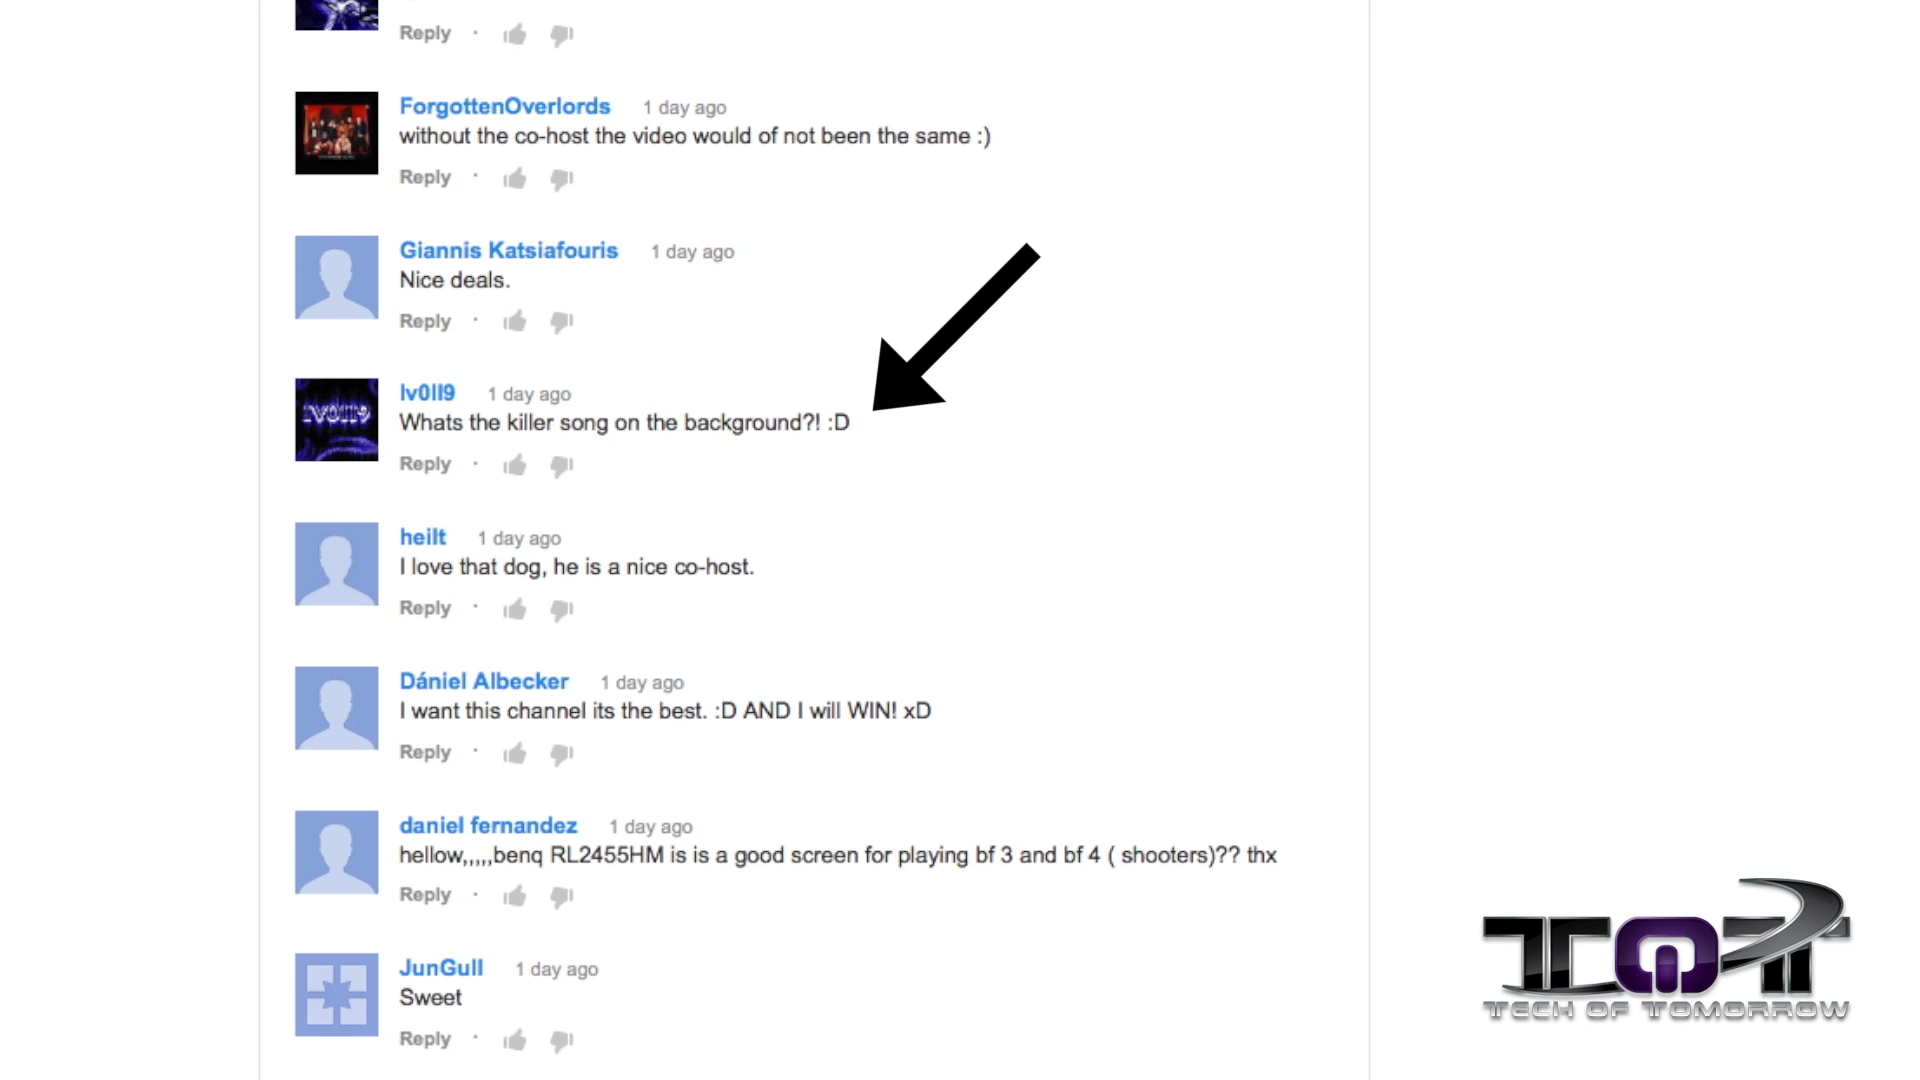 Reply ·
ForgottenOverlords 1 day ago
without the co-host the video would of not been the same :)
Reply ·
Giannis Katsiafouris 1 day ago
Nice deals.
Reply ·
IVOII9
lv0ll9 1 day ago
Whats the killer song on the background?! :D
Reply ·
heilt 1 day ago
I love that dog, he is a nice co-host.
Reply ·
Dániel Albecker 1 day ago
I want this channel its the best. :D AND I will WIN! xD
Reply ·
daniel fernandez 1 day ago
hellow,,,,,benq RL2455HM is is a good screen for playing bf 3 and bf 4 ( shooters)?? thx
Reply ·
JunGull 1 day ago
Sweet
Reply ·
TOT
TECH OF TOMORROW